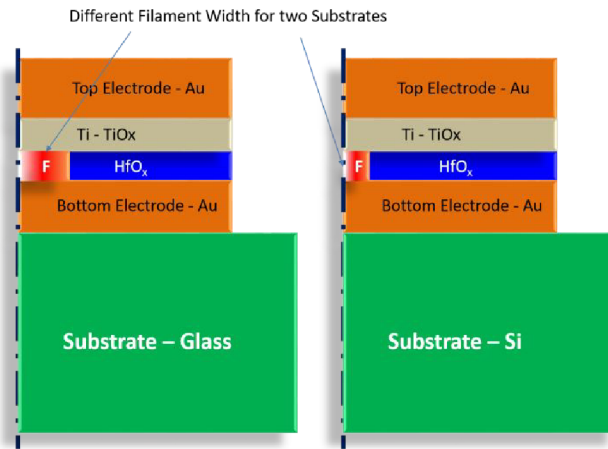 Different Filament Width for two Substrates
Top Electrode - Au
Ti - TiOx
F
HfOx
Bottom Electrode - Au
Substrate – Glass
Top Electrode - Au
Ti - TiOx
F
HfOx
Bottom Electrode - Au
Substrate – Si